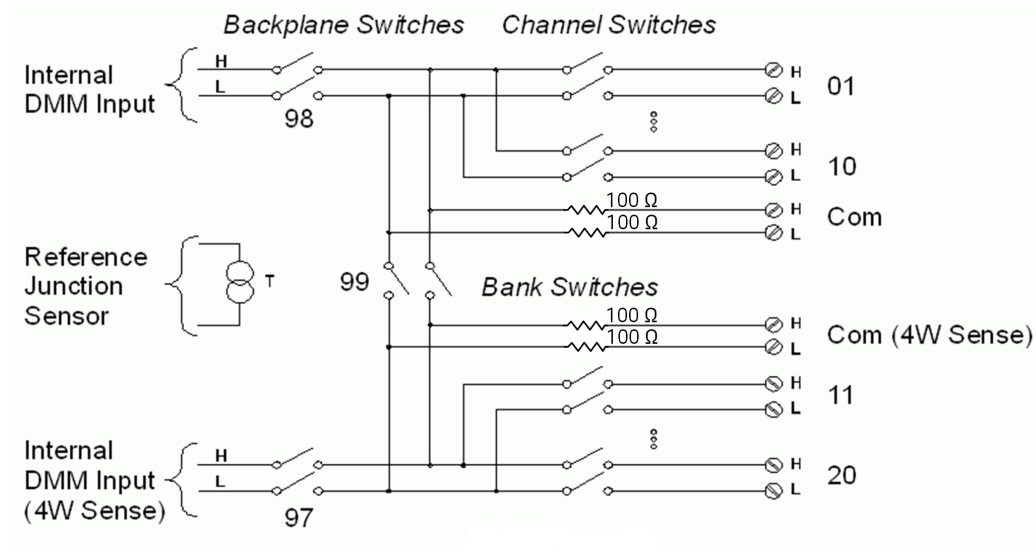 Backplane Switches Channel Switches
Internal
DMM Input
H
L
98
H
L
01
H
L
10
100 Ω
100 Ω
H
L
Com
Reference
Junction
Sensor
T
99
Bank Switches
100 Ω
100 Ω
H
L
Com (4W Sense)
H
L
11
Internal
DMM Input
(4W Sense)
H
L
97
H
L
20